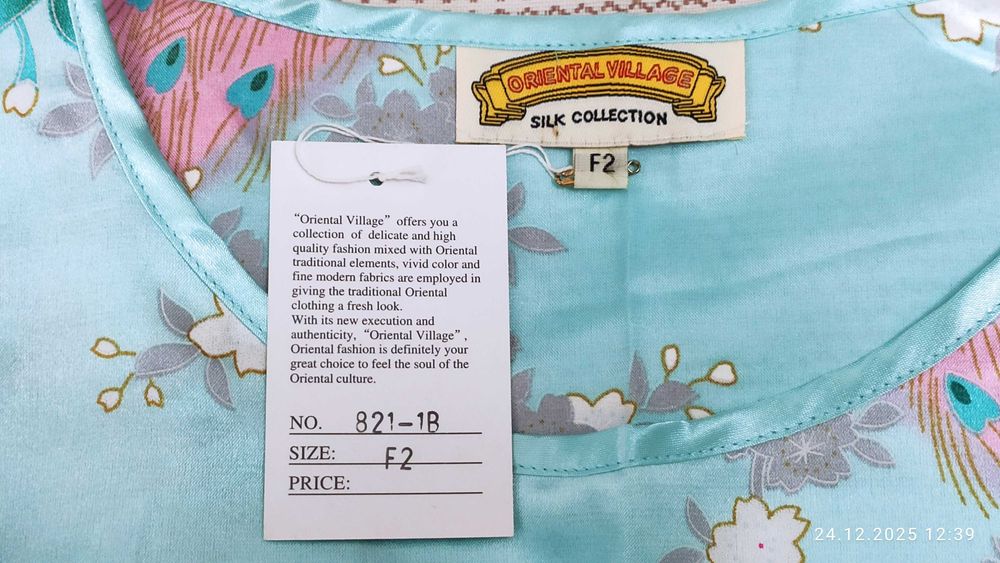 ORIENTAL VILLAGE
SILK COLLECTION
F2
“Oriental Village” offers you a
collection of delicate and high
quality fashion mixed with Oriental
traditional elements, vivid color and
fine modern fabrics are employed in
giving the traditional Oriental
clothing a fresh look.
With its new execution and
authenticity, “Oriental Village”,
Oriental fashion is definitely your
great choice to feel the soul of the
Oriental culture.
NO. 821-1B
SIZE: F2
PRICE:
24.12.2025 12:39